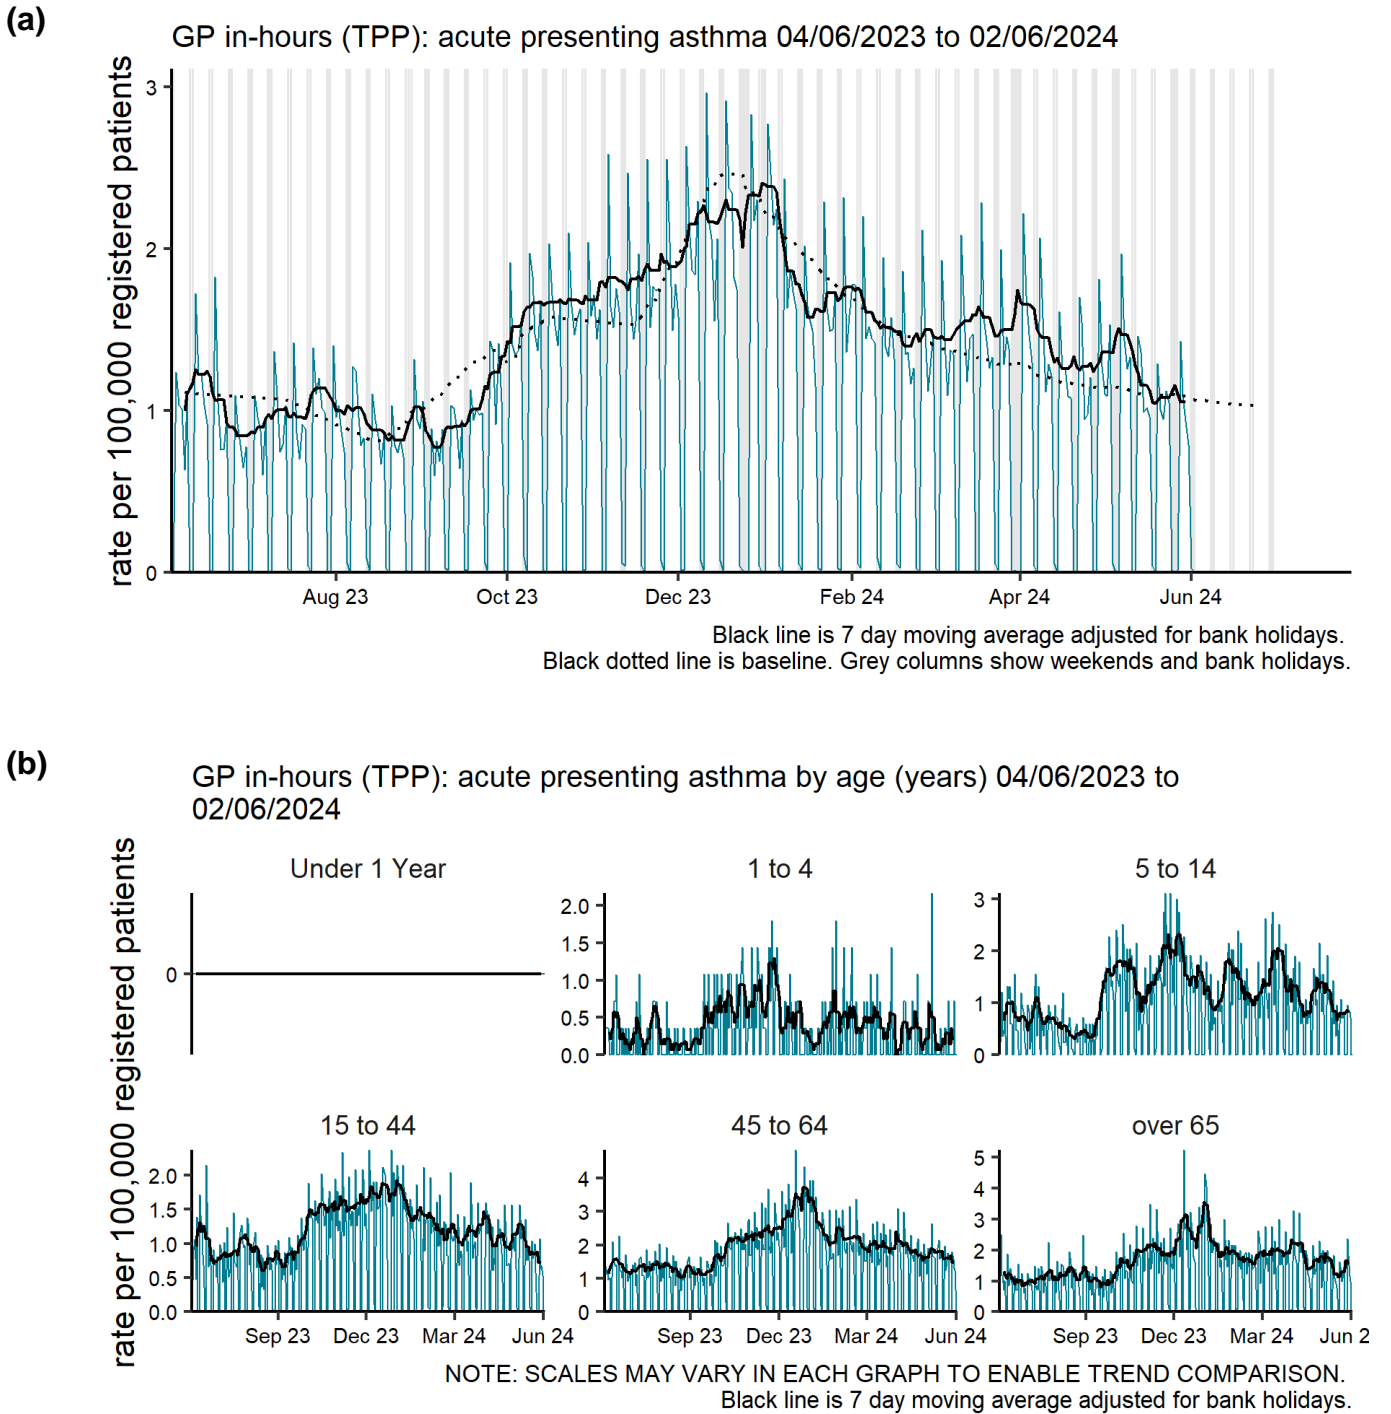 (a)
GP in-hours (TPP): acute presenting asthma 04/06/2023 to 02/06/2024
rate per 100,000 registered patients
3
2
1
0
Aug 23
Oct 23
Dec 23
Feb 24
Apr 24
Jun 24
Black line is 7 day moving average adjusted for bank holidays.
Black dotted line is baseline. Grey columns show weekends and bank holidays.
(b)
GP in-hours (TPP): acute presenting asthma by age (years) 04/06/2023 to
02/06/2024
rate per 100,000 registered patients
Under 1 Year
0
1 to 4
2.0
1.5
1.0
0.5
0.0
5 to 14
3
2
1
0
15 to 44
2.0
1.5
1.0
0.5
0.0
Sep 23
Dec 23
Mar 24
Jun 24
45 to 64
4
3
2
1
0
Sep 23
Dec 23
Mar 24
Jun 24
over 65
5
4
3
2
1
0
Sep 23
Dec 23
Mar 24
Jun 2
NOTE: SCALES MAY VARY IN EACH GRAPH TO ENABLE TREND COMPARISON.
Black line is 7 day moving average adjusted for bank holidays.